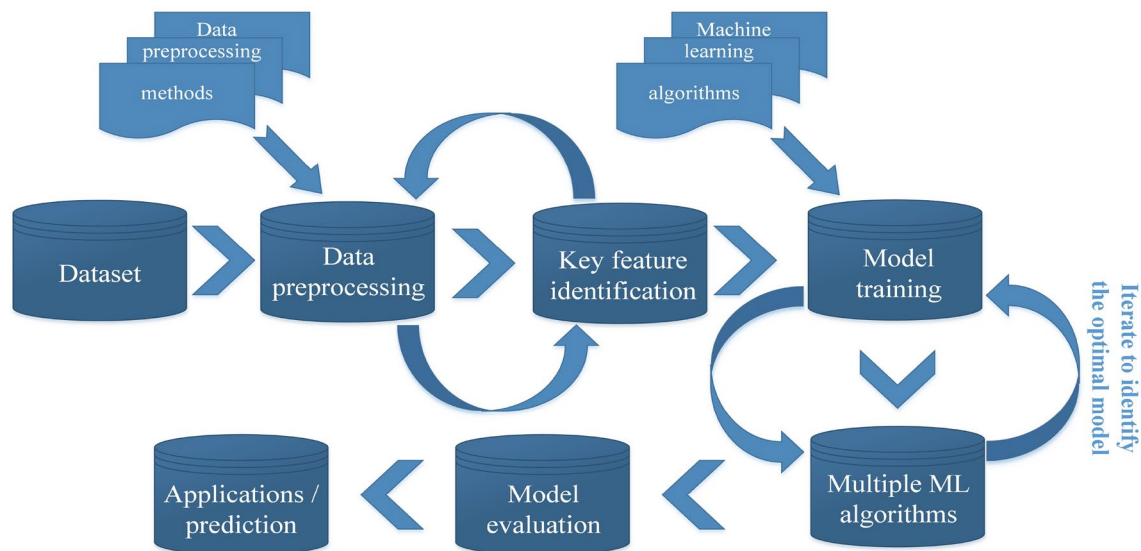 Data
preprocessing
methods
Machine
learning
algorithms
Dataset
Data
preprocessing
Key feature
identification
Model
training
Iterate to identify
the optimal model
Multiple ML
algorithms
Model
evaluation
Applications /
prediction